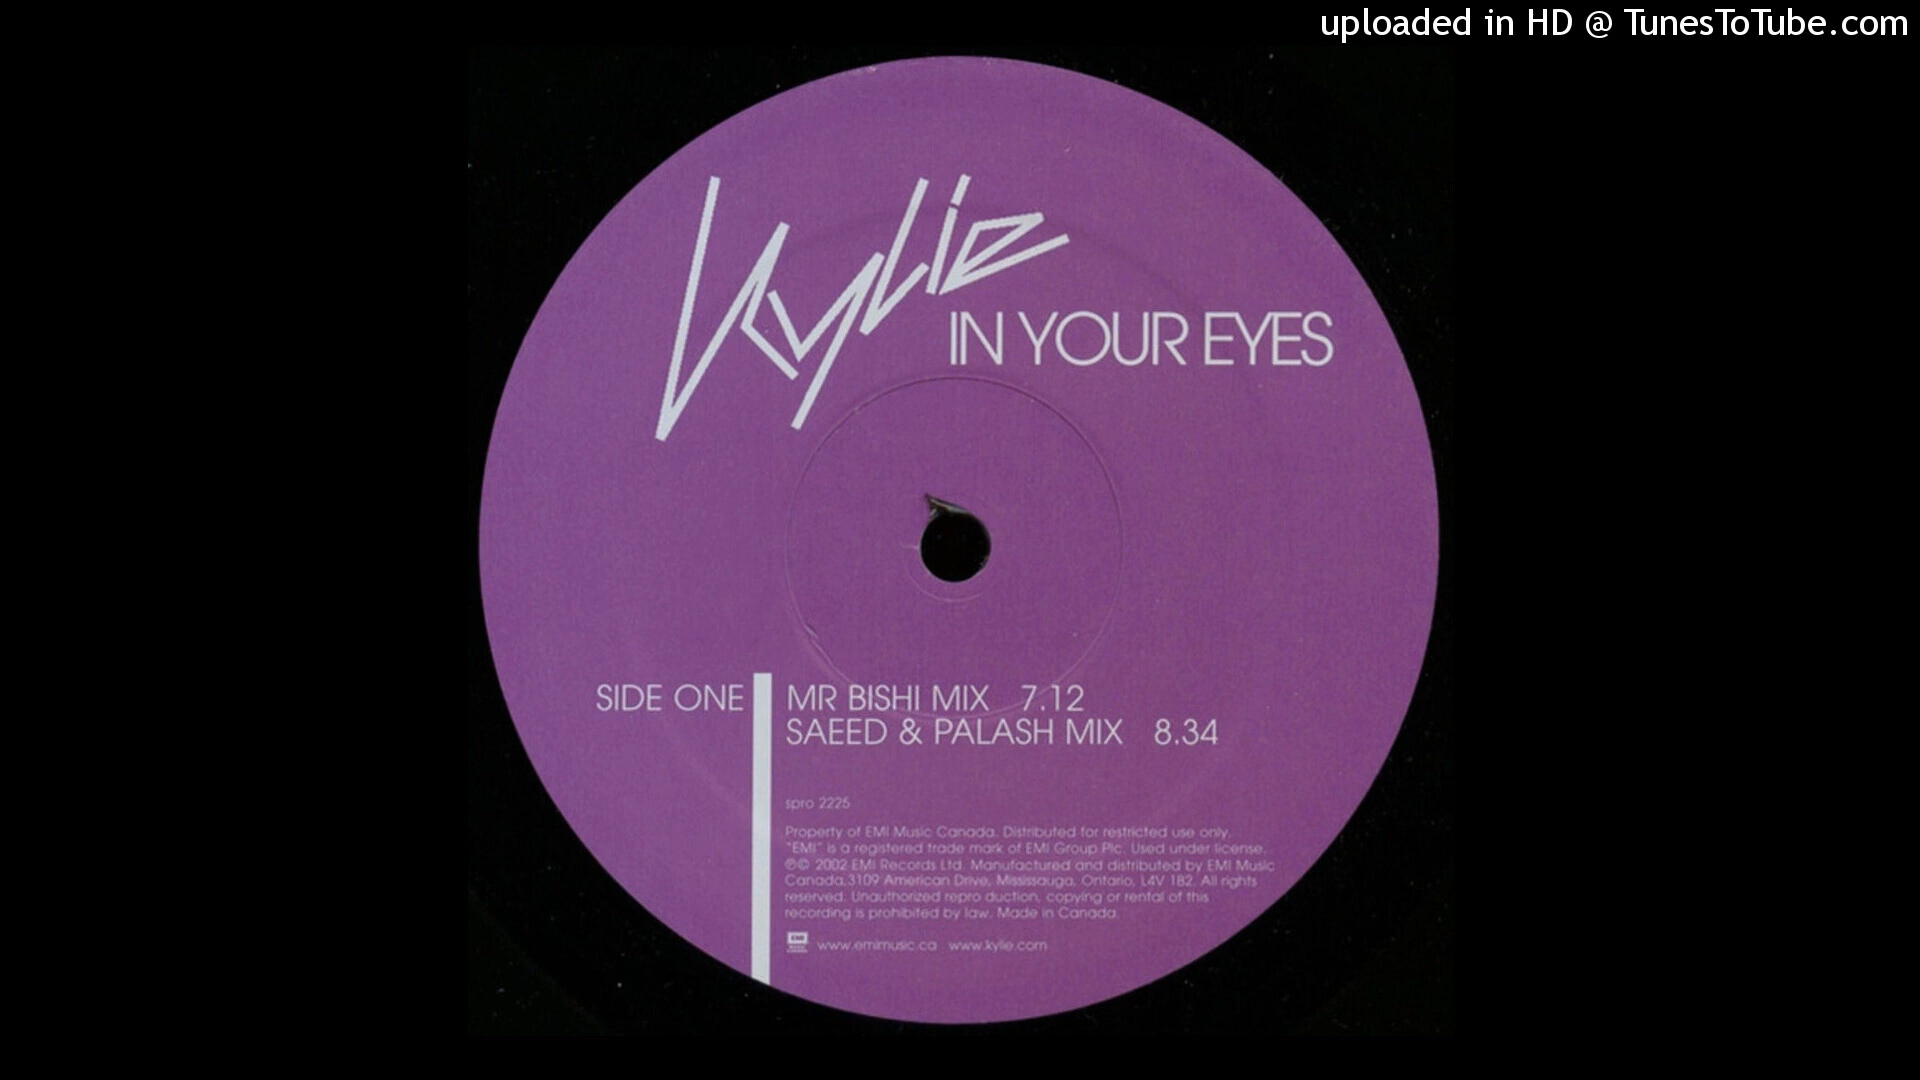 uploaded in HD @ TunesToTube.com
Kylie
IN YOUR EYES
SIDE ONE
MR BISHI MIX 7.12
SAEED & PALASH MIX 8.34
spro 2225
Property of EMI Music Canada. Distributed for restricted use only.
"EMI" is a registered trade mark of EMI Group Plc. Used under license.
℗© 2002 EMI Records Ltd. Manufactured and distributed by EMI Music
Canada,3109 American Drive, Mississauga, Ontario, L4V 1B2. All rights
reserved. Unauthorized repro duction, copying or rental of this
recording is prohibited by law. Made in Canada.
EMI
www.emimusic.ca www.kylie.com